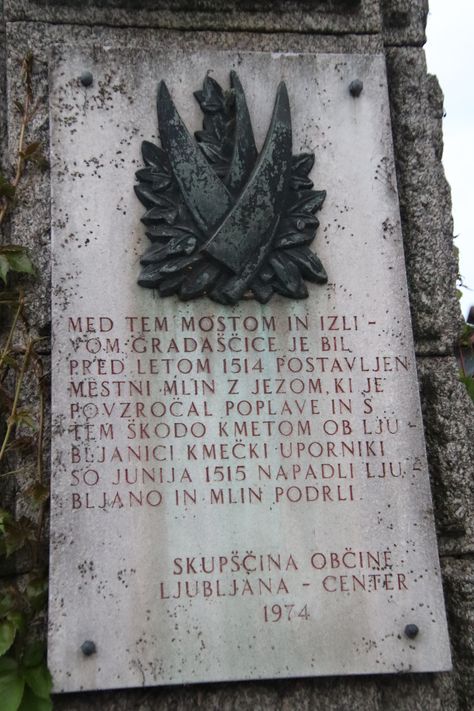 MED TEM MOSTOM IN IZLI -
VOM GRADAŠČICE JE BIL
PRED LETOM 1514 POSTAVLJEN
MESTNI MLIN Z JEZOM, KI JE
POVZROČAL POPLAVE IN S
TEM ŠKODO KMETOM OB LJU -
BLJANICI KMEČKI UPORNIKI
SO JUNIJA 1515 NAPADLI LJU -
BLJANO IN MLIN PODRLI.
SKUPŠČINA OBČINE
LJUBLJANA - CENTER
1974